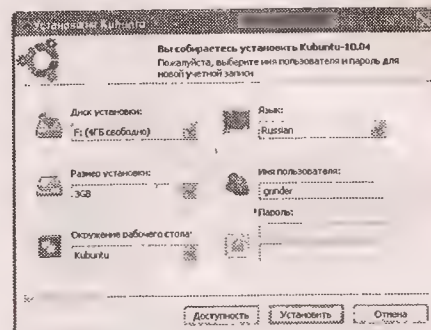 Установщик Kubuntu
Вы собираетесь установить Kubuntu-10.04
Пожалуйста, выберите имя пользователя и пароль для
новой учетной записи
Диск установки:
F: (4ГБ свободно)
Язык:
Russian
Размер установки:
3GB
Имя пользователя:
grinder
Пароль:
Окружение рабочего стола:
Kubuntu
Доступность
Установить
Отмена